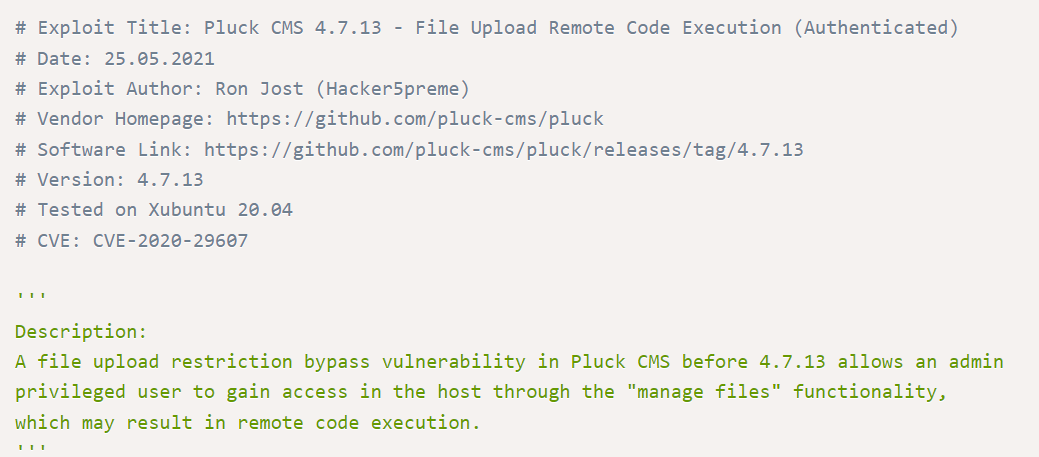 # Exploit Title: Pluck CMS 4.7.13 - File Upload Remote Code Execution (Authenticated)
# Date: 25.05.2021
# Exploit Author: Ron Jost (Hacker5preme)
# Vendor Homepage: https://github.com/pluck-cms/pluck
# Software Link: https://github.com/pluck-cms/pluck/releases/tag/4.7.13
# Version: 4.7.13
# Tested on Xubuntu 20.04
# CVE: CVE-2020-29607
'''
Description:
A file upload restriction bypass vulnerability in Pluck CMS before 4.7.13 allows an admin
privileged user to gain access in the host through the "manage files" functionality,
which may result in remote code execution.
'''